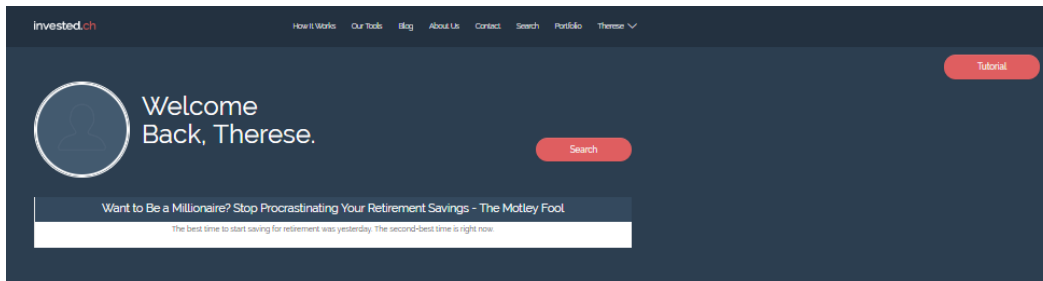 invested.ch How It Works Our Tools Blog About Us Contact Search Portfolio Therese
Tutorial
Welcome
Back, Therese.
Search
Want to Be a Millionaire? Stop Procrastinating Your Retirement Savings - The Motley Fool
The best time to start saving for retirement was yesterday. The second-best time is right now.